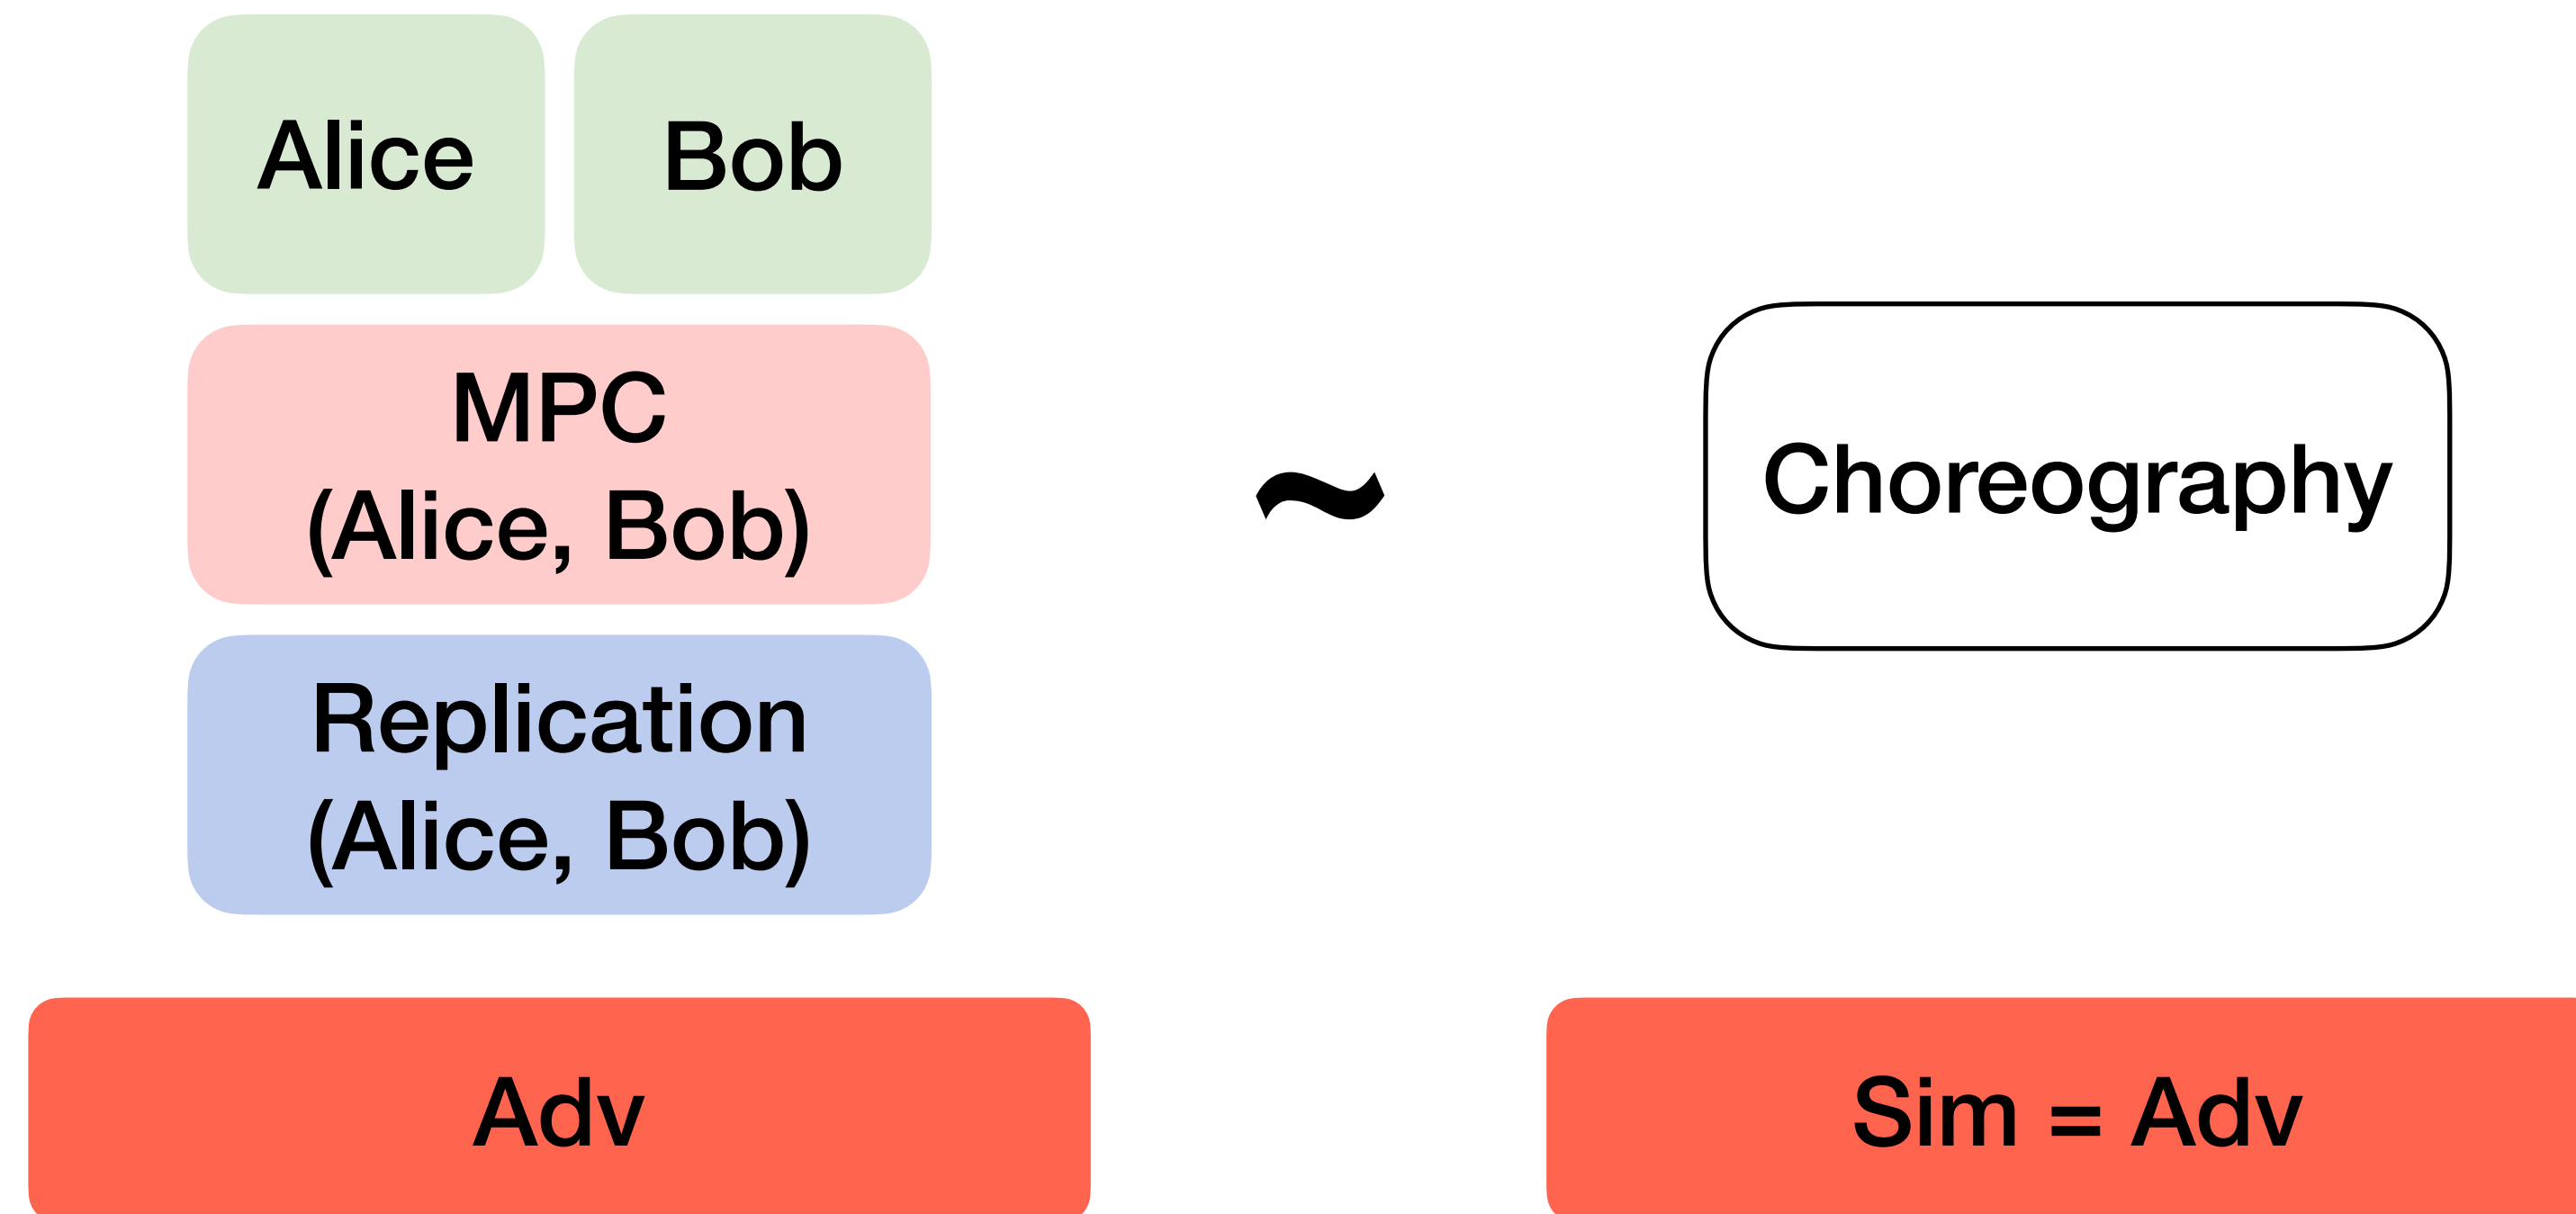 Alice
Bob
MPC
(Alice, Bob)
Replication
(Alice, Bob)
~
Choreography
Adv
Sim = Adv